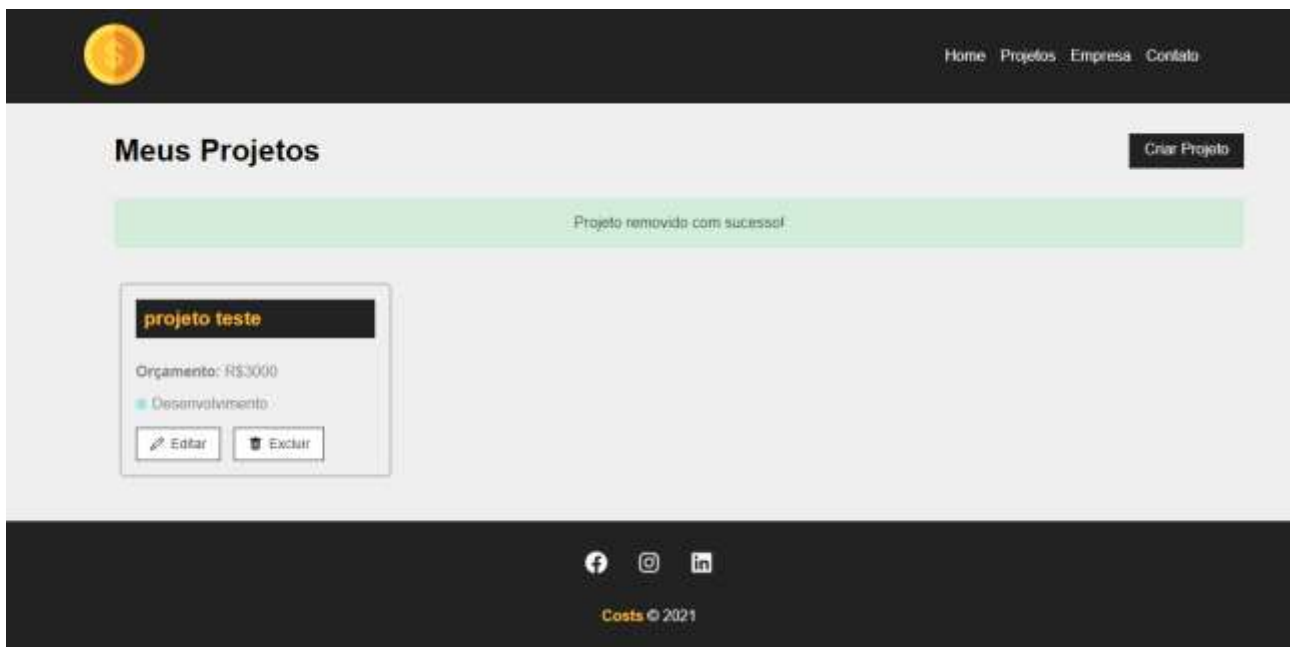 Home Projetos Empresa Contato
Meus Projetos
Criar Projeto
Projeto removido com sucesso!
projeto teste
Orçamento: R$3000
Desenvolvimento
Editar Excluir
Costs © 2021